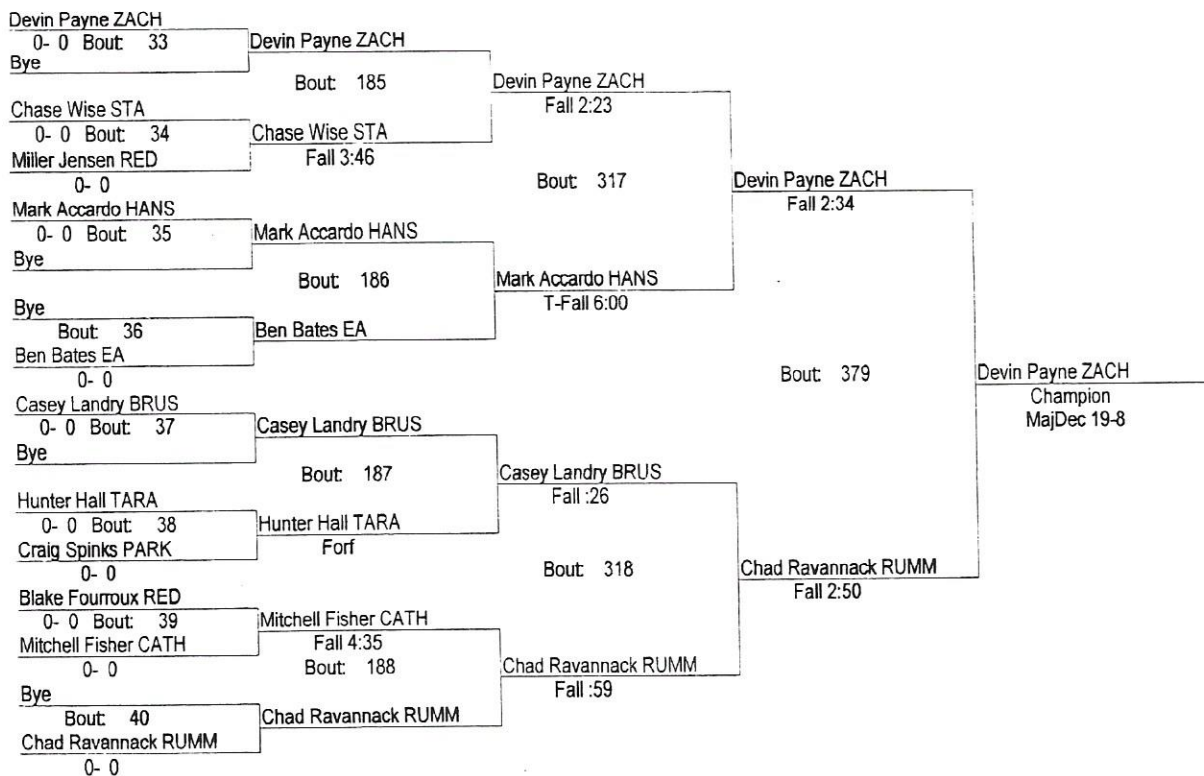 Devin Payne ZACH
0- 0 Bout: 33
Bye
Devin Payne ZACH
Bout: 185
Chase Wise STA
0- 0 Bout: 34
Miller Jensen RED
0- 0
Chase Wise STA
Fall 3:46
Devin Payne ZACH
Fall 2:23
Bout: 317
Mark Accardo HANS
0- 0 Bout: 35
Bye
Mark Accardo HANS
Bout: 186
Bye
Bout: 36
Ben Bates EA
0- 0
Ben Bates EA
Mark Accardo HANS
T-Fall 6:00
Devin Payne ZACH
Fall 2:34
Bout: 379
Devin Payne ZACH
Champion
MajDec 19-8
Casey Landry BRUS
0- 0 Bout: 37
Bye
Casey Landry BRUS
Bout: 187
Hunter Hall TARA
0- 0 Bout: 38
Craig Spinks PARK
0- 0
Hunter Hall TARA
Forf
Casey Landry BRUS
Fall :26
Bout: 318
Blake Fourroux RED
0- 0 Bout: 39
Mitchell Fisher CATH
0- 0
Mitchell Fisher CATH
Fall 4:35
Bout: 188
Bye
Bout: 40
Chad Ravannack RUMM
0- 0
Chad Ravannack RUMM
Chad Ravannack RUMM
Fall :59
Chad Ravannack RUMM
Fall 2:50